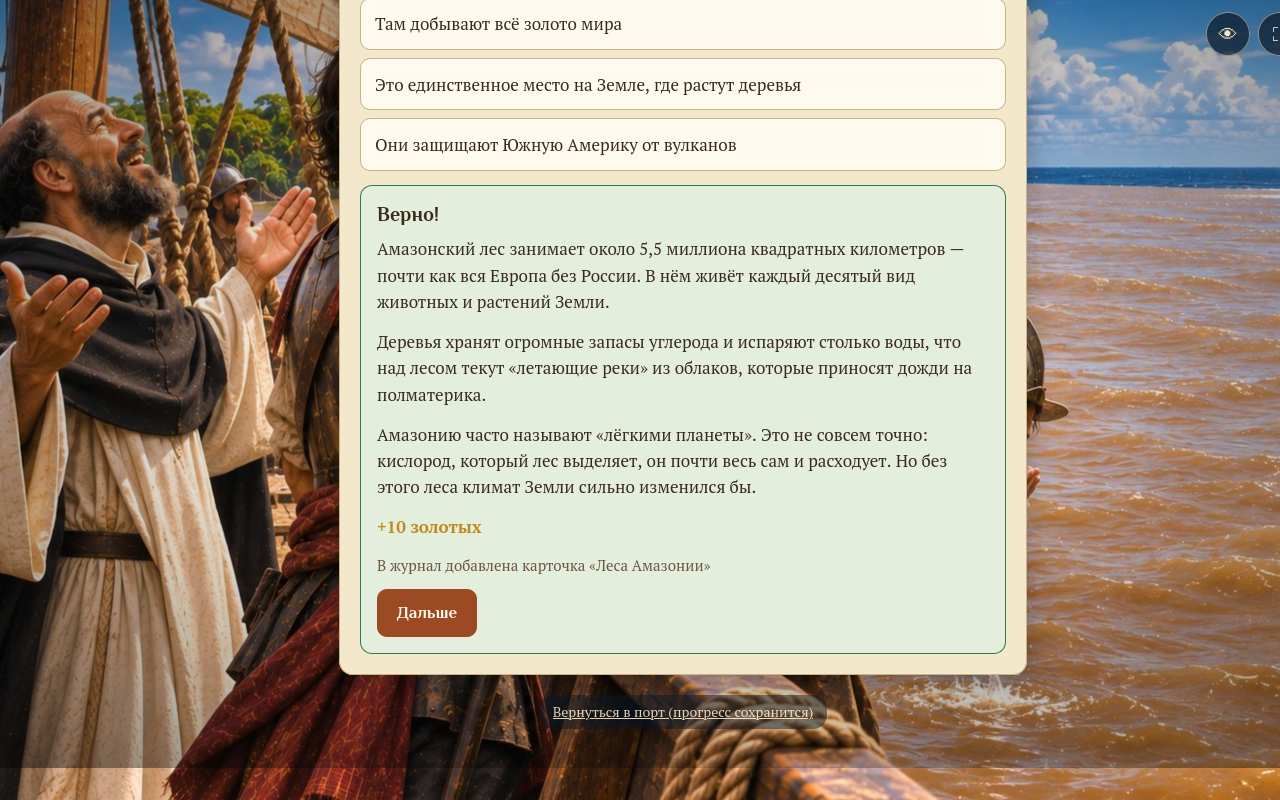 Там добывают всё золото мира
Это единственное место на Земле, где растут деревья
Они защищают Южную Америку от вулканов
Верно!
Амазонский лес занимает около 5,5 миллиона квадратных километров —
почти как вся Европа без России. В нём живёт каждый десятый вид
животных и растений Земли.
Деревья хранят огромные запасы углерода и испаряют столько воды, что
над лесом текут «летающие реки» из облаков, которые приносят дожди на
полматерика.
Амазонию часто называют «лёгкими планеты». Это не совсем точно:
кислород, который лес выделяет, он почти весь сам и расходует. Но без
этого леса климат Земли сильно изменился бы.
+10 золотых
В журнал добавлена карточка «Леса Амазонии»
Дальше
Вернуться в порт (прогресс сохранится)